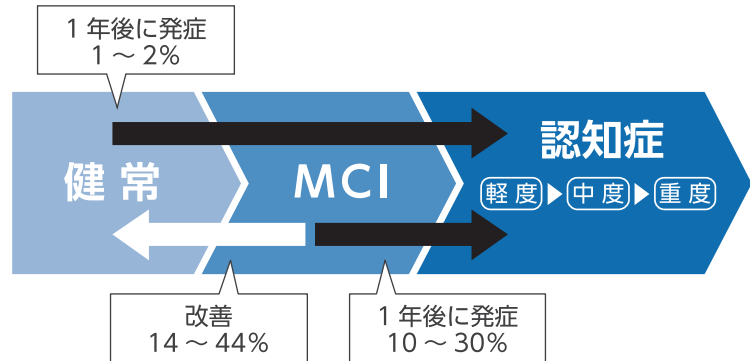 1 年後に発症
1 ～ 2%
健 常
MCI
認知症
軽 度 ▶ 中 度 ▶ 重 度
改善
14 ～ 44%
1 年後に発症
10 ～ 30%